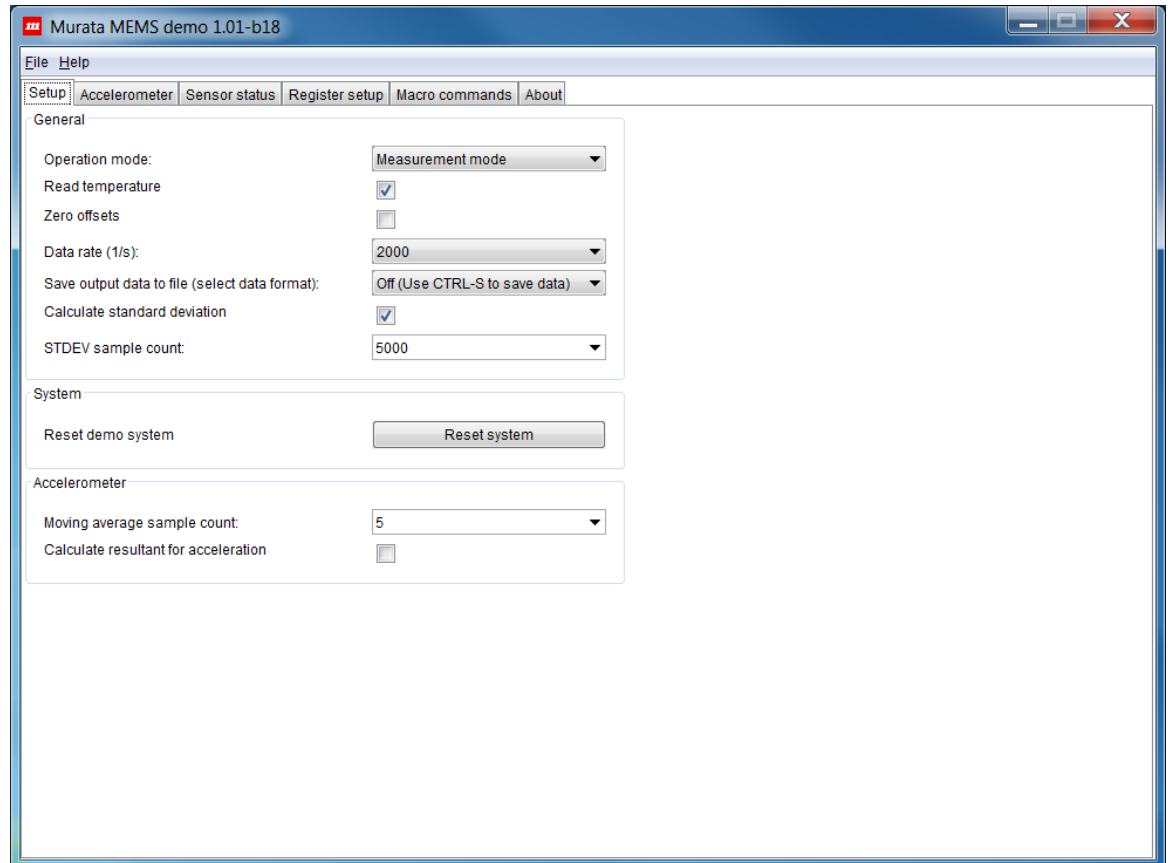 m Murata MEMS demo 1.01-b18 X
File Help
Setup Accelerometer Sensor status Register setup Macro commands About
General
Operation mode: Measurement mode
Read temperature
Zero offsets
Data rate (1/s): 2000
Save output data to file (select data format): Off (Use CTRL-S to save data)
Calculate standard deviation
STDEV sample count: 5000
System
Reset demo system Reset system
Accelerometer
Moving average sample count: 5
Calculate resultant for acceleration